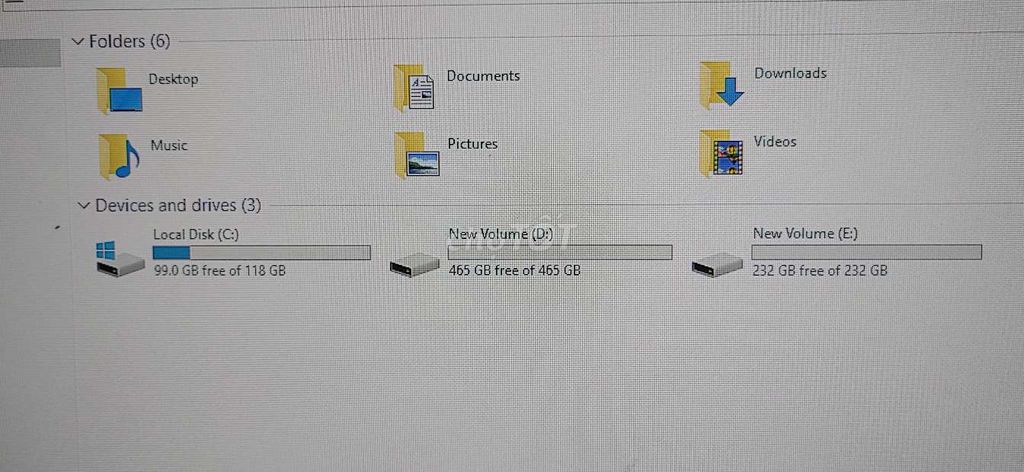 Folders (6)
Desktop
Documents
Downloads
Music
Pictures
Videos
Devices and drives (3)
Local Disk (C:)
99.0 GB free of 118 GB
New Volume (D:)
465 GB free of 465 GB
New Volume (E:)
232 GB free of 232 GB
CHỢTỐT